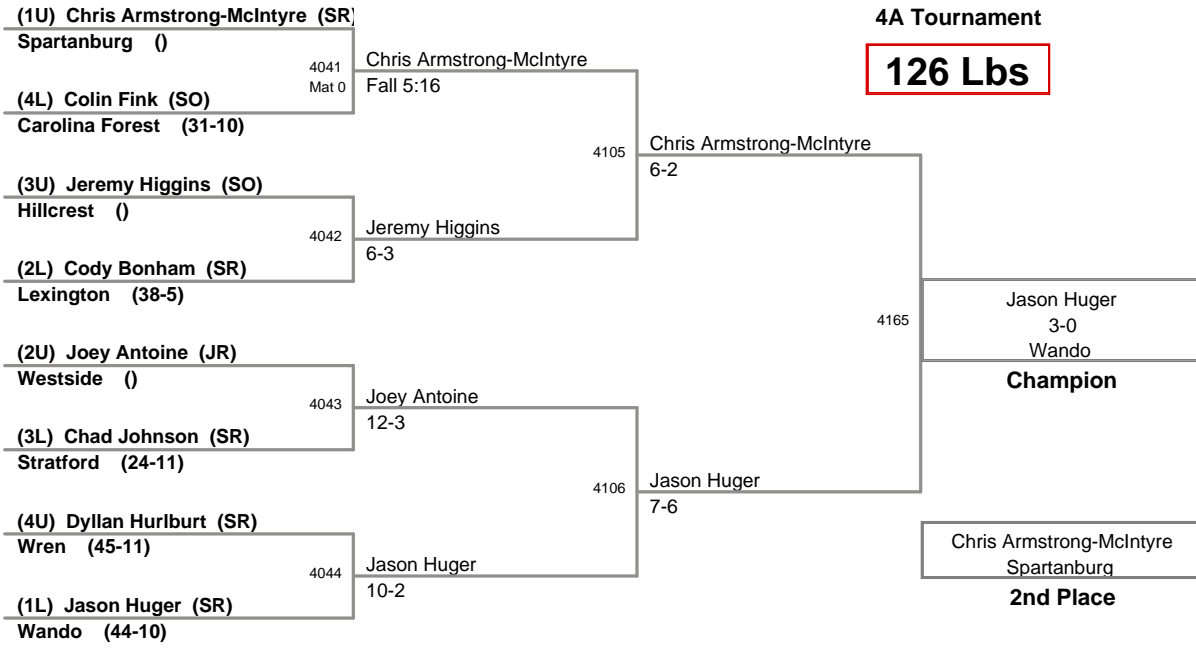 (1U) Chris Armstrong-McIntyre (SR)
Spartanburg ()
4041
Mat 0
(4L) Colin Fink (SO)
Carolina Forest (31-10)
Chris Armstrong-McIntyre
Fall 5:16
(3U) Jeremy Higgins (SO)
Hillcrest ()
4042
(2L) Cody Bonham (SR)
Lexington (38-5)
Jeremy Higgins
6-3
4105
Chris Armstrong-McIntyre
6-2
(2U) Joey Antoine (JR)
Westside ()
4043
(3L) Chad Johnson (SR)
Stratford (24-11)
Joey Antoine
12-3
(4U) Dyllan Hurlburt (SR)
Wren (45-11)
4044
(1L) Jason Huger (SR)
Wando (44-10)
Jason Huger
10-2
4106
Jason Huger
7-6
4A Tournament
126 Lbs
4165
Jason Huger
3-0
Wando
Champion
Chris Armstrong-McIntyre
Spartanburg
2nd Place